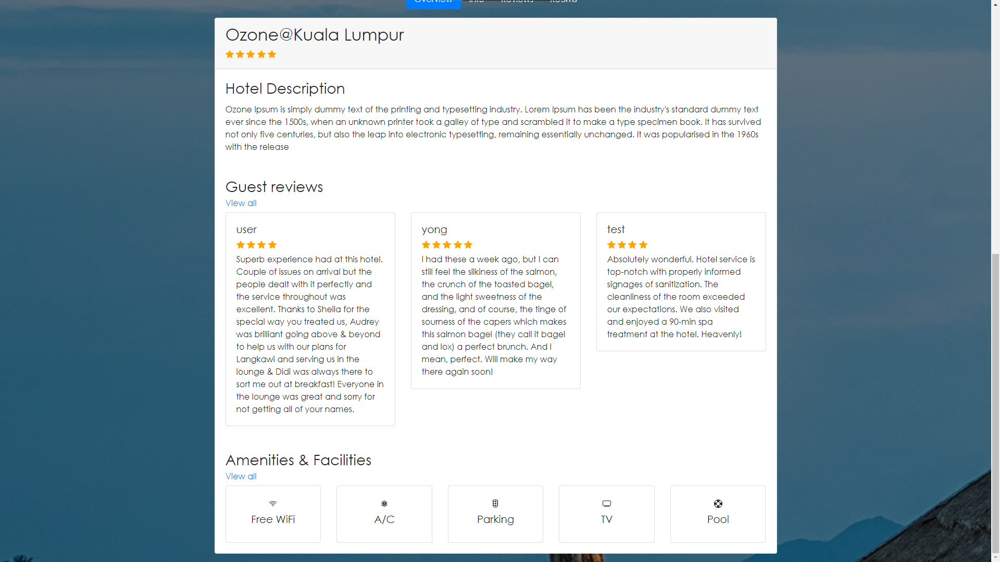 Overview Info Reviews Rooms
Ozone@Kuala Lumpur
Hotel Description
Ozone Ipsum is simply dummy text of the printing and typesetting industry. Lorem Ipsum has been the industry's standard dummy text
ever since the 1500s, when an unknown printer took a galley of type and scrambled it to make a type specimen book. It has survived
not only five centuries, but also the leap into electronic typesetting, remaining essentially unchanged. It was popularised in the 1960s
with the release
Guest reviews
View all
user
Superb experience had at this hotel.
Couple of issues on arrival but the
people dealt with it perfectly and
the service throughout was
excellent. Thanks to Sheila for the
special way you treated us, Audrey
was brilliant going above & beyond
to help us with our plans for
Langkawi and serving us in the
lounge & Didi was always there to
sort me out at breakfast! Everyone in
the lounge was great and sorry for
not getting all of your names.
yong
I had these a week ago, but I can
still feel the silkiness of the salmon,
the crunch of the toasted bagel,
and the light sweetness of the
dressing, and of course, the tinge of
sourness of the capers which makes
this salmon bagel (they call it bagel
and lox) a perfect brunch. And I
mean, perfect. Will make my way
there again soon!
test
Absolutely wonderful. Hotel service is
top-notch with properly informed
signages of sanitization. The
cleanliness of the room exceeded
our expectations. We also visited
and enjoyed a 90-min spa
treatment at the hotel. Heavenly!
Amenities & Facilities
View all
Free WiFi
A/C
Parking
TV
Pool